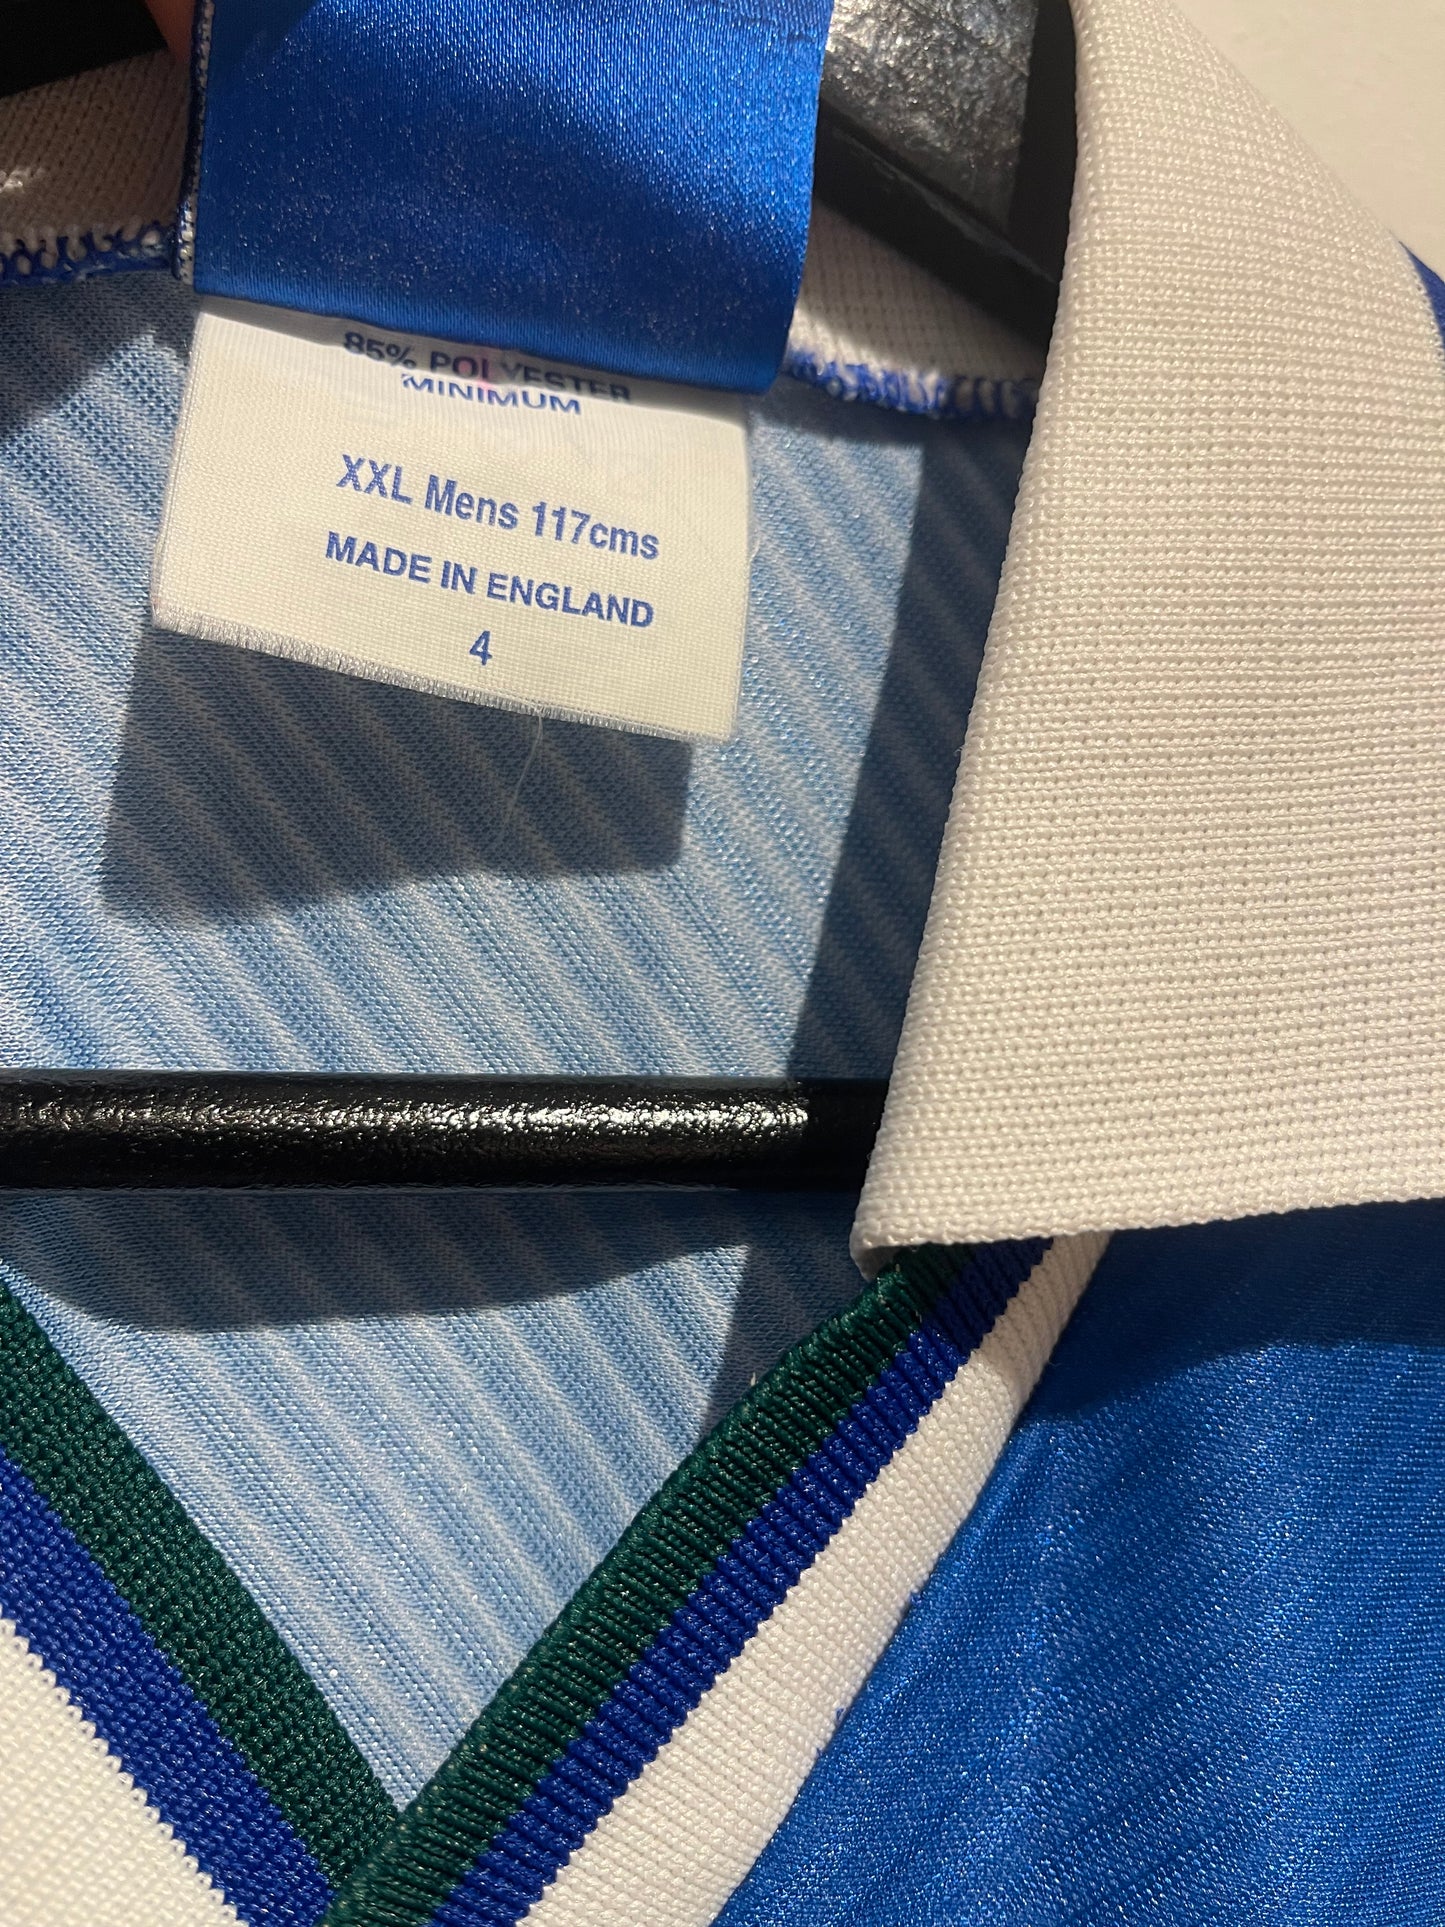 85% POLYESTER
MINIMUM
XXL Mens 117cms
MADE IN ENGLAND
4